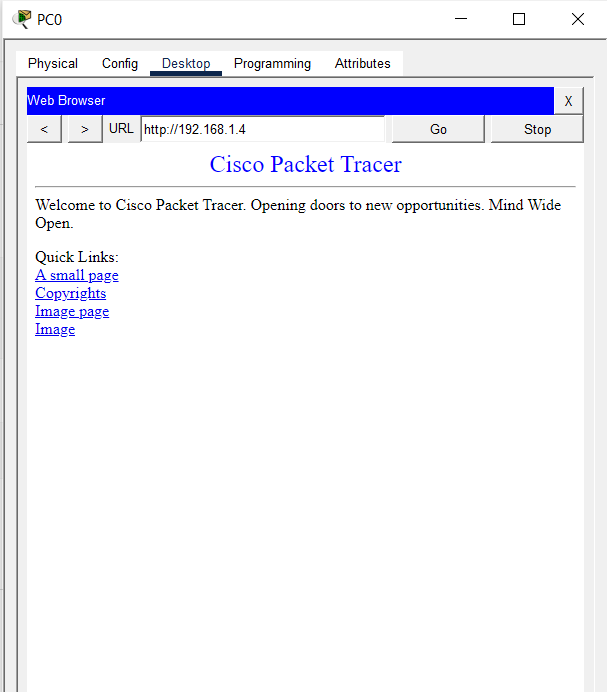 PC0
Physical Config Desktop Programming Attributes
Web Browser X
< > URL http://192.168.1.4 Go Stop
Cisco Packet Tracer
Welcome to Cisco Packet Tracer. Opening doors to new opportunities. Mind Wide
Open.
Quick Links:
A small page
Copyrights
Image page
Image